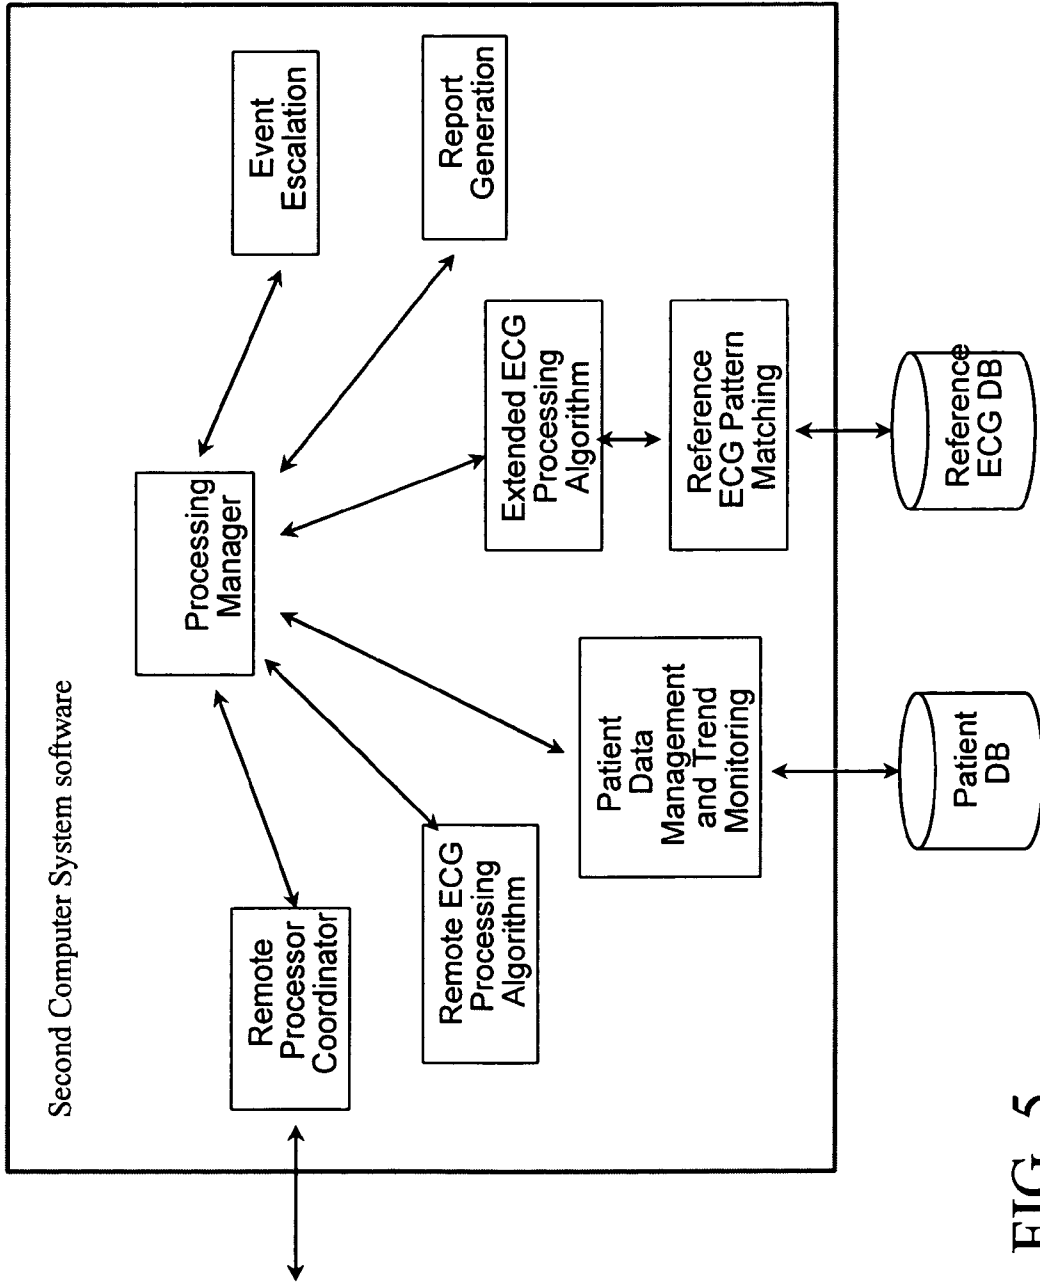 Second Computer System software
Processing
Manager
Remote
Processor
Coordinator
Event
Escalation
Remote ECG
Processing
Algorithm
Report
Generation
Patient
Data
Management
and Trend
Monitoring
Extended ECG
Processing
Algorithm
Reference
ECG Pattern
Matching
Patient
DB
Reference
ECG DB
FIG. 5